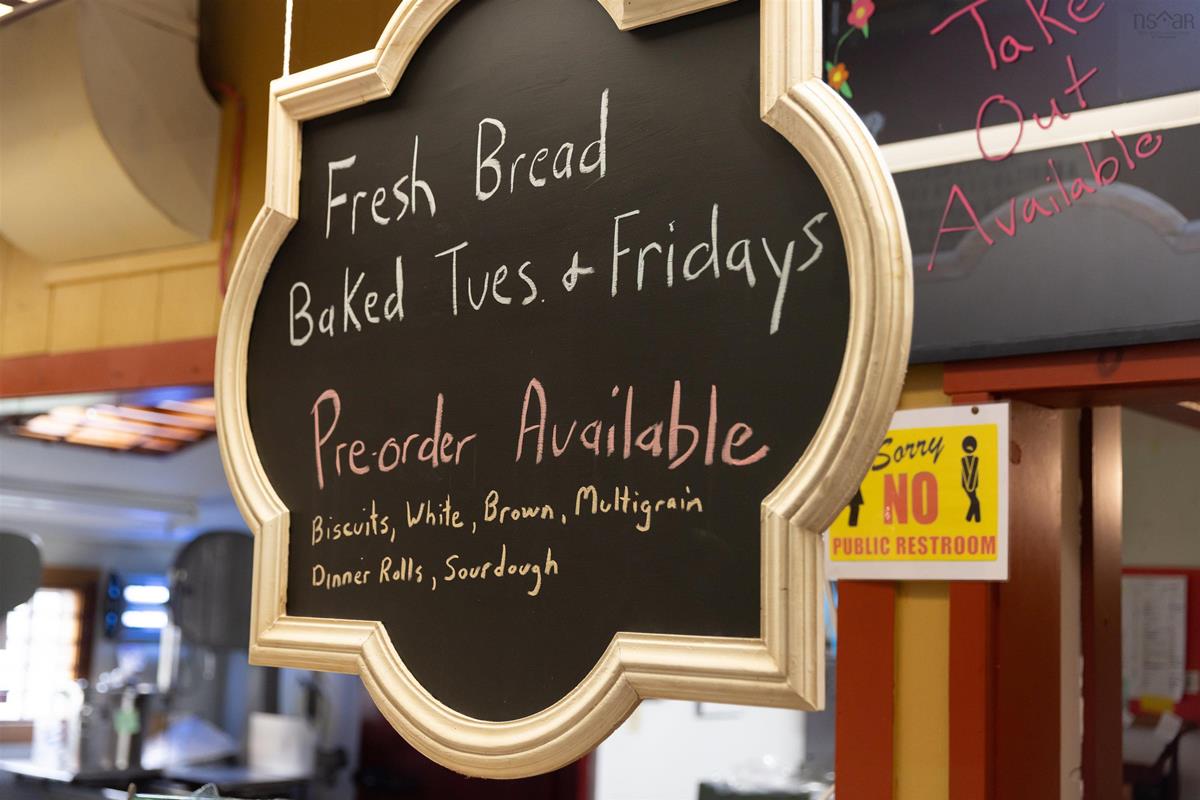 Fresh Bread
Baked Tues. & Fridays
Pre-order Available
Biscuits, White, Brown, Multigrain
Dinner Rolls, Sourdough
Take
Out
Available
Sorry
NO
PUBLIC RESTROOM
nsaar